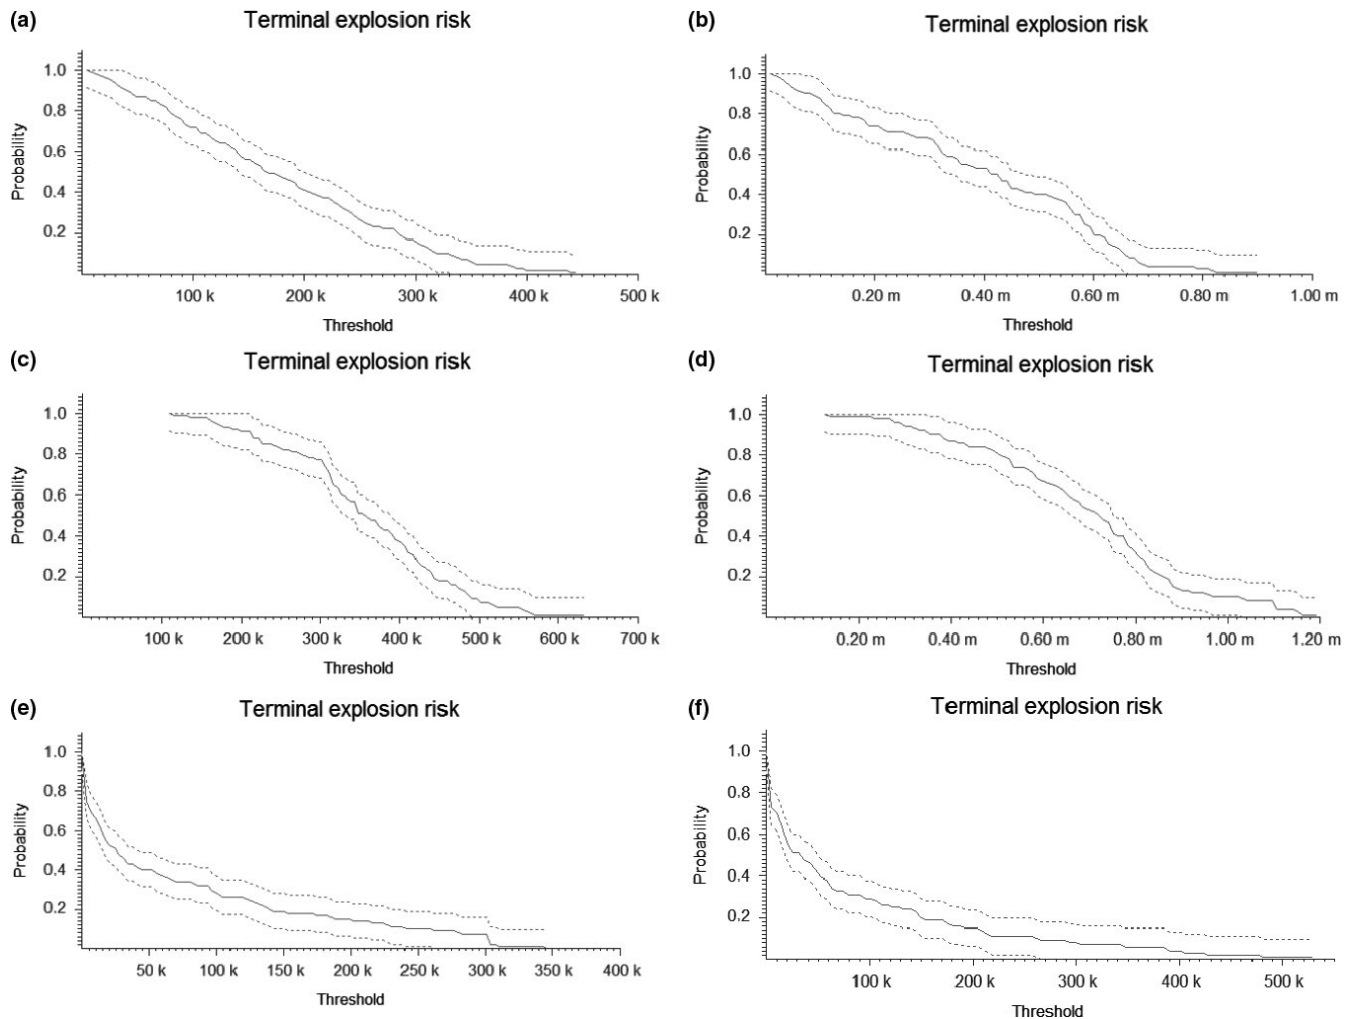 (a)
Terminal explosion risk
Probability
1.0
0.8
0.6
0.4
0.2
100 k 200 k 300 k 400 k 500 k
Threshold
(b)
Terminal explosion risk
Probability
1.0
0.8
0.6
0.4
0.2
0.20 m 0.40 m 0.60 m 0.80 m 1.00 m
Threshold
(c)
Terminal explosion risk
Probability
1.0
0.8
0.6
0.4
0.2
100 k 200 k 300 k 400 k 500 k 600 k 700 k
Threshold
(d)
Terminal explosion risk
Probability
1.0
0.8
0.6
0.4
0.2
0.20 m 0.40 m 0.60 m 0.80 m 1.00 m 1.20 m
Threshold
(e)
Terminal explosion risk
Probability
1.0
0.8
0.6
0.4
0.2
50 k 100 k 150 k 200 k 250 k 300 k 350 k 400 k
Threshold
(f)
Terminal explosion risk
Probability
1.0
0.8
0.6
0.4
0.2
100 k 200 k 300 k 400 k 500 k
Threshold